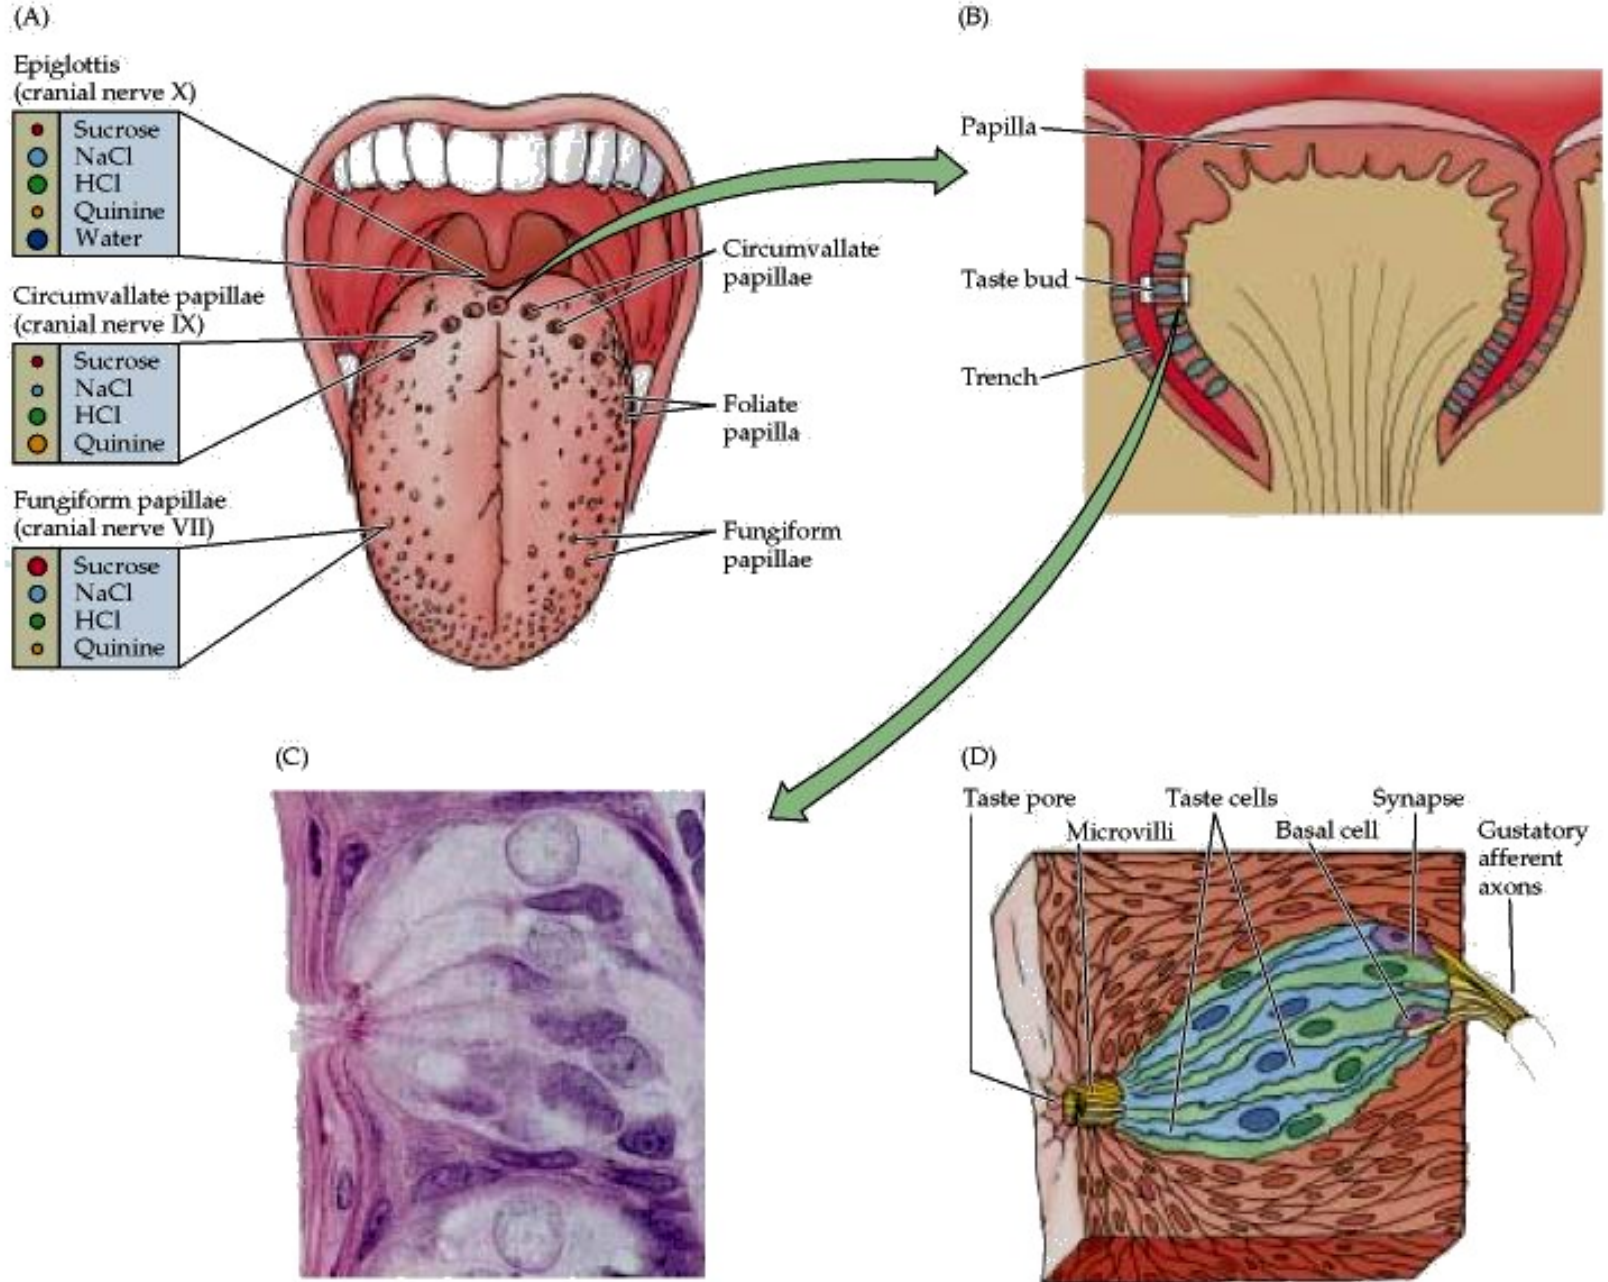 (A)
Epiglottis
(cranial nerve X)
Sucrose
NaCl
HCl
Quinine
Water
Circumvallate papillae
(cranial nerve IX)
Sucrose
NaCl
HCl
Quinine
Fungiform papillae
(cranial nerve VII)
Sucrose
NaCl
HCl
Quinine
Circumvallate
papillae
Foliate
papilla
Fungiform
papillae
(B)
Papilla
Taste bud
Trench
(C)
(D)
Taste pore
Microvilli
Taste cells
Basal cell
Synapse
Gustatory
afferent
axons